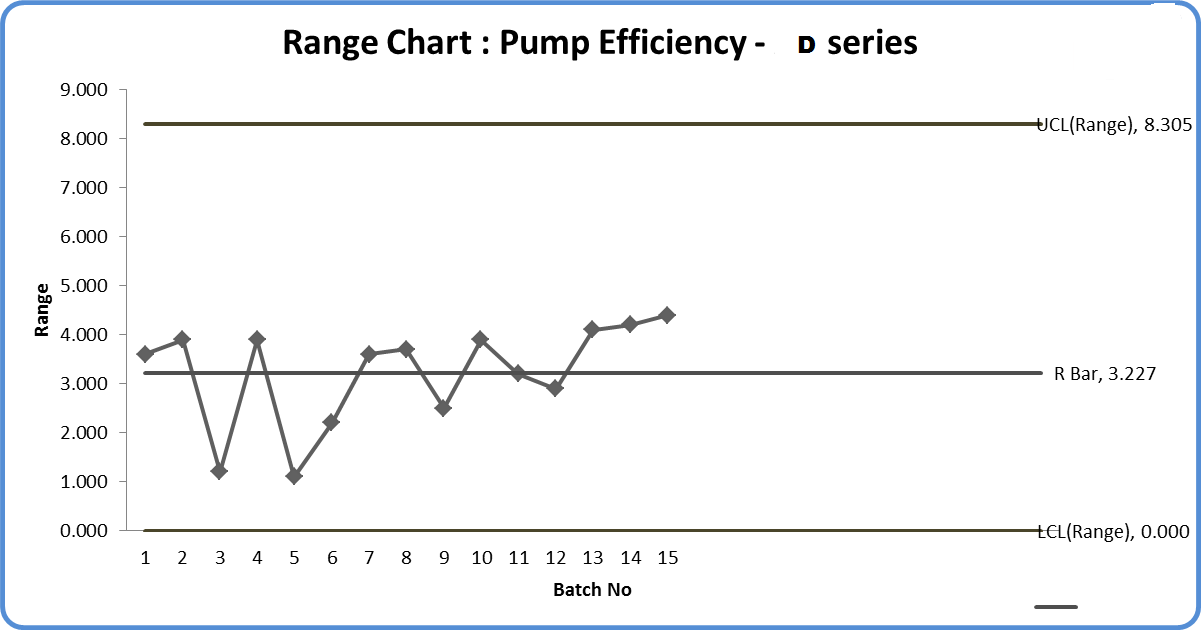 Range Chart : Pump Efficiency - D series
9.000
8.000
7.000
6.000
5.000
4.000
3.000
2.000
1.000
0.000
Range
UCL(Range), 8.305
R Bar, 3.227
LCL(Range), 0.000
1 2 3 4 5 6 7 8 9 10 11 12 13 14 15
Batch No